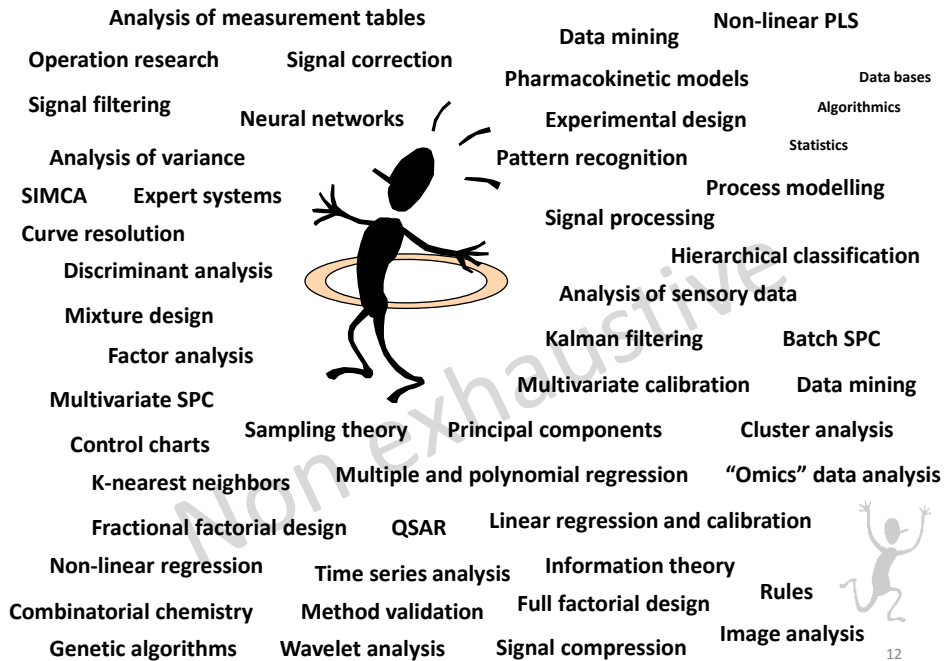 Analysis of measurement tables
Non-linear PLS
Data mining
Operation research
Signal correction
Pharmacokinetic models
Data bases
Signal filtering
Algorithmics
Neural networks
Experimental design
Statistics
Analysis of variance
Pattern recognition
SIMCA
Expert systems
Process modelling
Signal processing
Curve resolution
Hierarchical classification
Discriminant analysis
Analysis of sensory data
Mixture design
Kalman filtering
Batch SPC
Factor analysis
Multivariate calibration
Data mining
Multivariate SPC
Sampling theory
Principal components
Cluster analysis
Control charts
K-nearest neighbors
Multiple and polynomial regression
“Omics” data analysis
Fractional factorial design
QSAR
Linear regression and calibration
Non-linear regression
Time series analysis
Information theory
Rules
Combinatorial chemistry
Method validation
Full factorial design
Image analysis
Genetic algorithms
Wavelet analysis
Signal compression
Non exhaustive
12